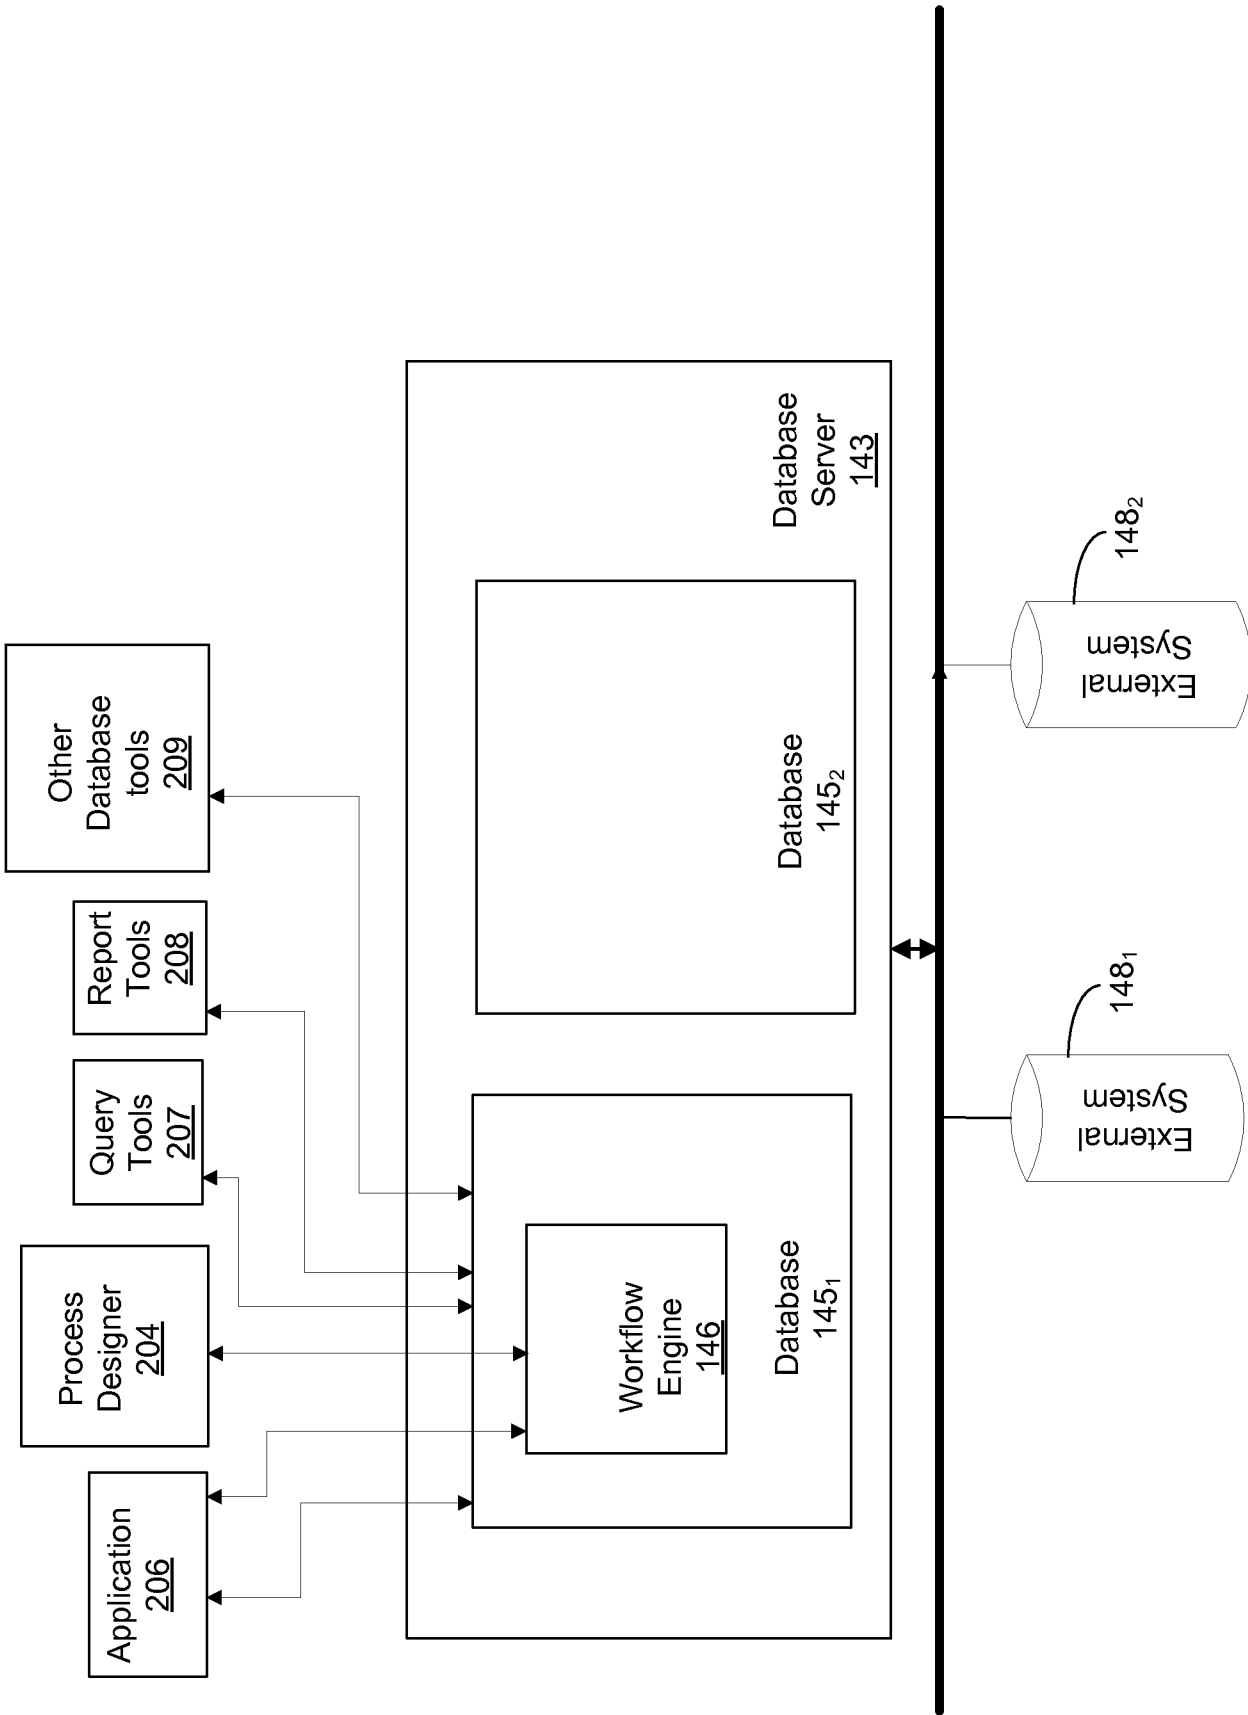 Application
206
Process
Designer
204
Query
Tools
207
Report
Tools
208
Other
Database
tools
209
Workflow
Engine
146
Database
145₁
Database
145₂
Database
Server
143
External
System
148₁
External
System
148₂